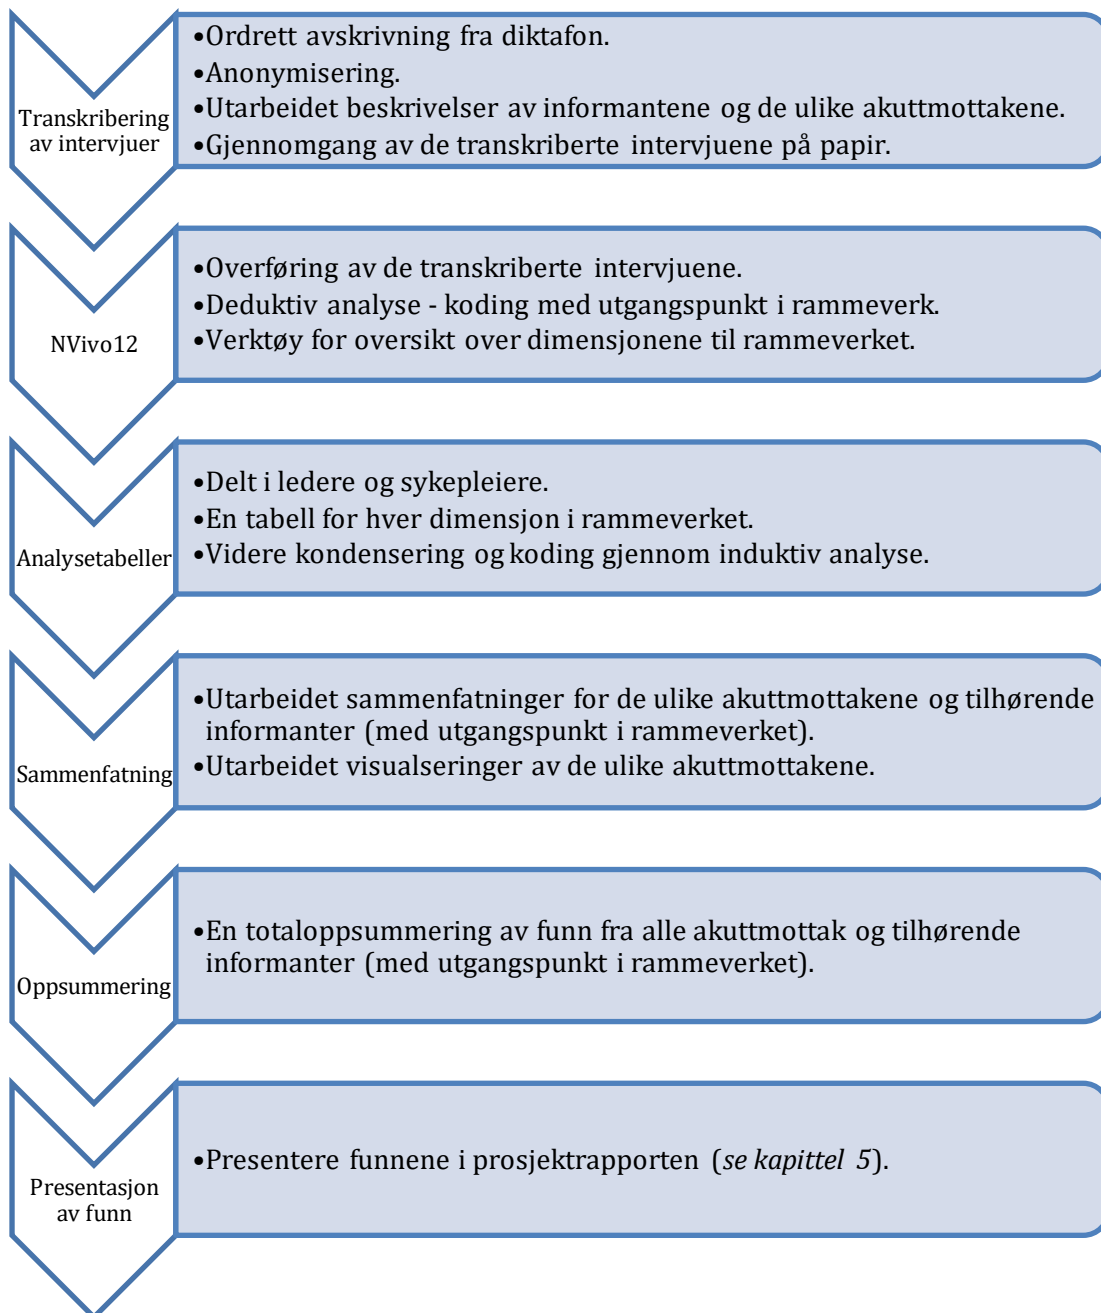 Transkribering
av intervjuer
•Ordrett avskrivning fra diktafon.
•Anonymisering.
•Utarbeidet beskrivelser av informantene og de ulike akuttmottakene.
•Gjennomgang av de transkriberte intervjuene på papir.
NVivo12
•Overføring av de transkriberte intervjuene.
•Deduktiv analyse - koding med utgangspunkt i rammeverk.
•Verktøy for oversikt over dimensjonene til rammeverket.
Analysetabeller
•Delt i ledere og sykepleiere.
•En tabell for hver dimensjon i rammeverket.
•Videre kondensering og koding gjennom induktiv analyse.
Sammenfatning
•Utarbeidet sammenfatninger for de ulike akuttmottakene og tilhørende
informanter (med utgangspunkt i rammeverket).
•Utarbeidet visualseringer av de ulike akuttmottakene.
Oppsummering
•En totaloppsummering av funn fra alle akuttmottak og tilhørende
informanter (med utgangspunkt i rammeverket).
Presentasjon
av funn
•Presentere funnene i prosjektrapporten (se kapittel 5).